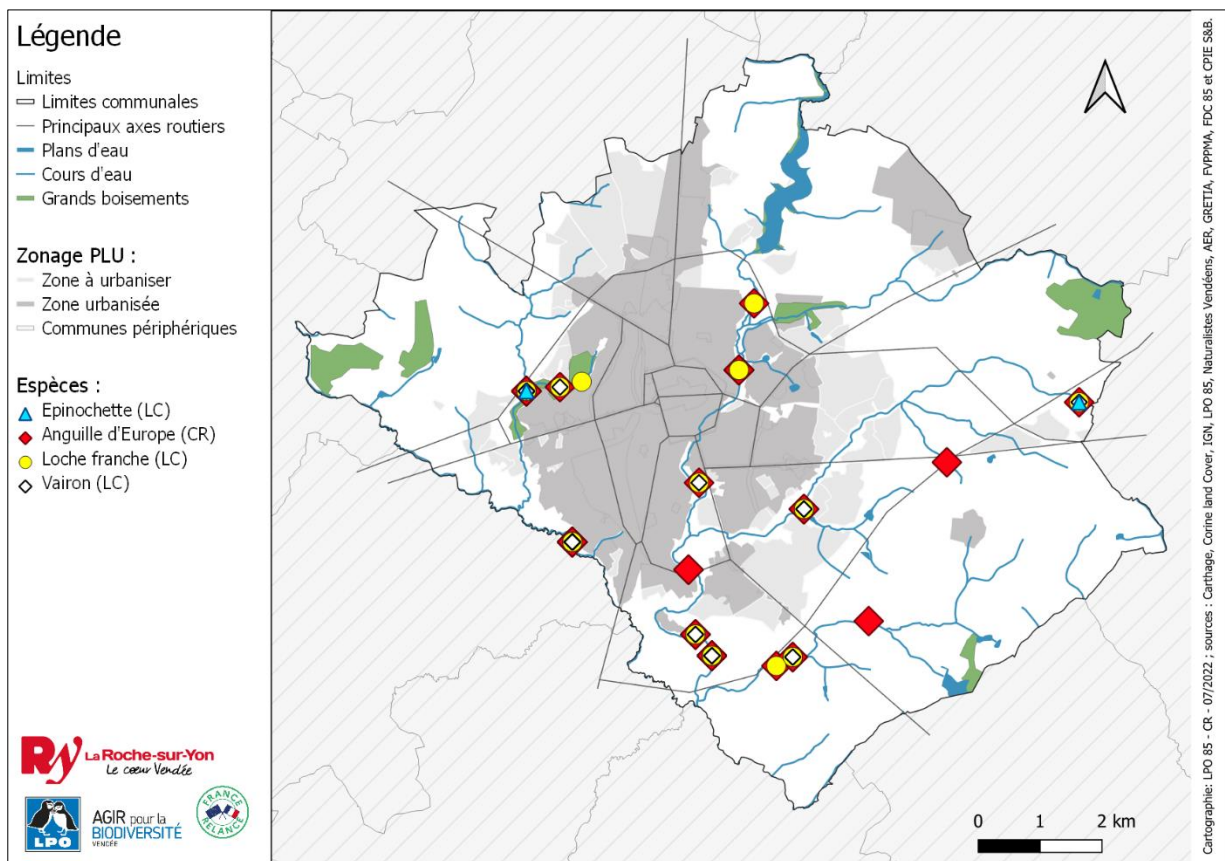 Légende
Limites
Limites communales
Principaux axes routiers
Plans d'eau
Cours d'eau
Grands boisements
Zonage PLU :
Zone à urbaniser
Zone urbanisée
Communes périphériques
Espèces :
Epinochette (LC)
Anguille d'Europe (CR)
Loche franche (LC)
Vairon (LC)
Ry La Roche-sur-Yon
Le cœur Vendée
LPO
AGIR pour la
BIODIVERSITÉ
VENDÉE
FRANCE
RELANCE
0 1 2 km
Cartographie: LPO 85 - CR - 07/2022 ; sources : Carthage, Corine land Cover, IGN, LPO 85, Naturalistes Vendéens, AER, GRETIA, FVPPMA, FDC 85 et CPIE S&B.